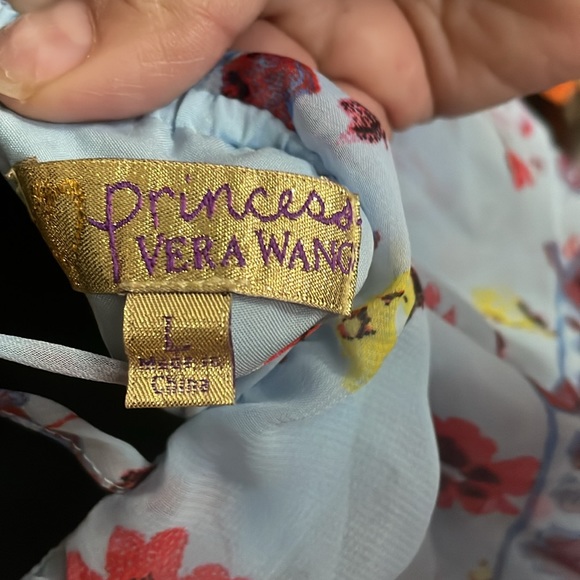 princess.
VERA WANG
L
Made in
China